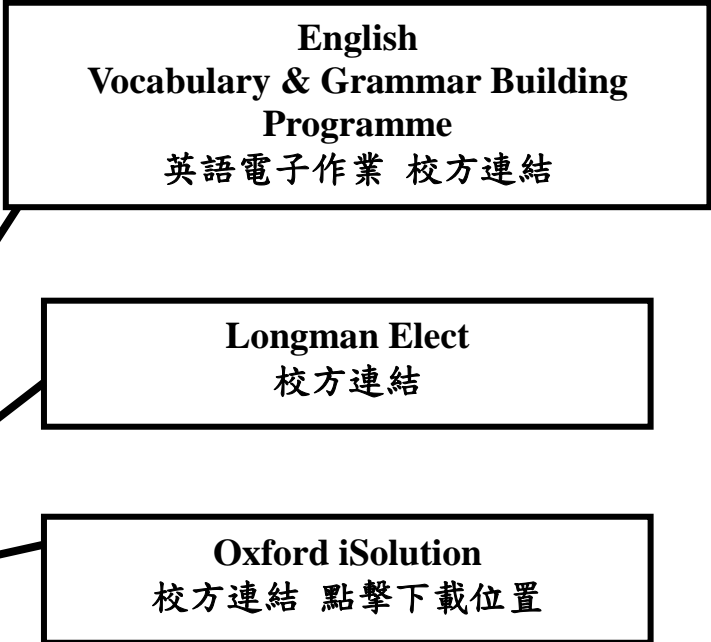 English
Vocabulary & Grammar Building
Programme
英語電子作業 校方連結
Longman Elect
校方連結
Oxford iSolution
校方連結 點擊下載位置